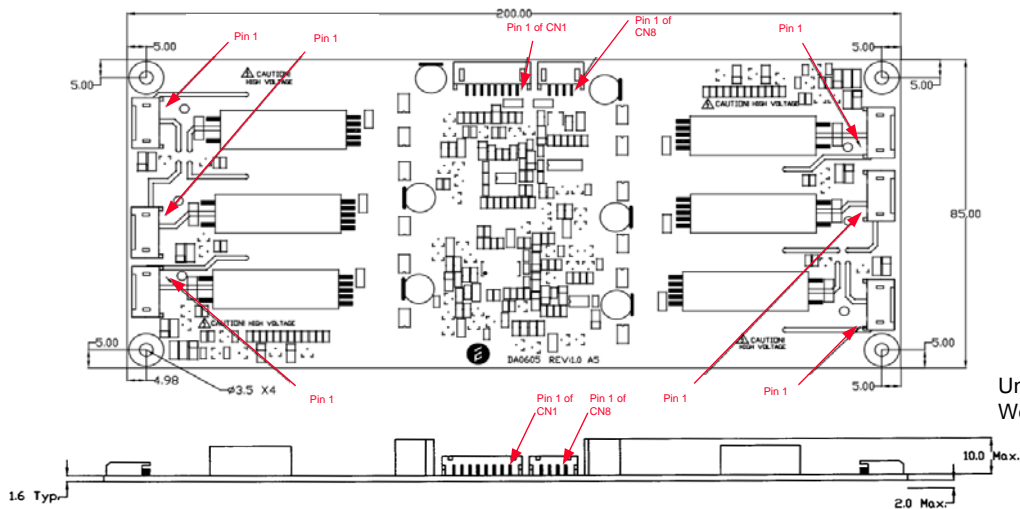 200.00
Pin 1 of CN1
Pin 1 of
CN8
Pin 1
Pin 1
Pin 1
5.00
5.00
5.00
5.00
CAUTION!
HIGH VOLTAGE
CAUTION! HIGH VOLTAGE
85.00
CAUTION! HIGH VOLTAGE
CAUTION!
HIGH VOLTAGE
5.00
5.00
DA0605 REV:1.0 A5
4.98
ø3.5 X4
5.00
Pin 1
Pin 1 of
CN1
Pin 1 of
CN8
Pin 1
Pin 1
10.0 Max.
1.6 Typ.
2.0 Max.